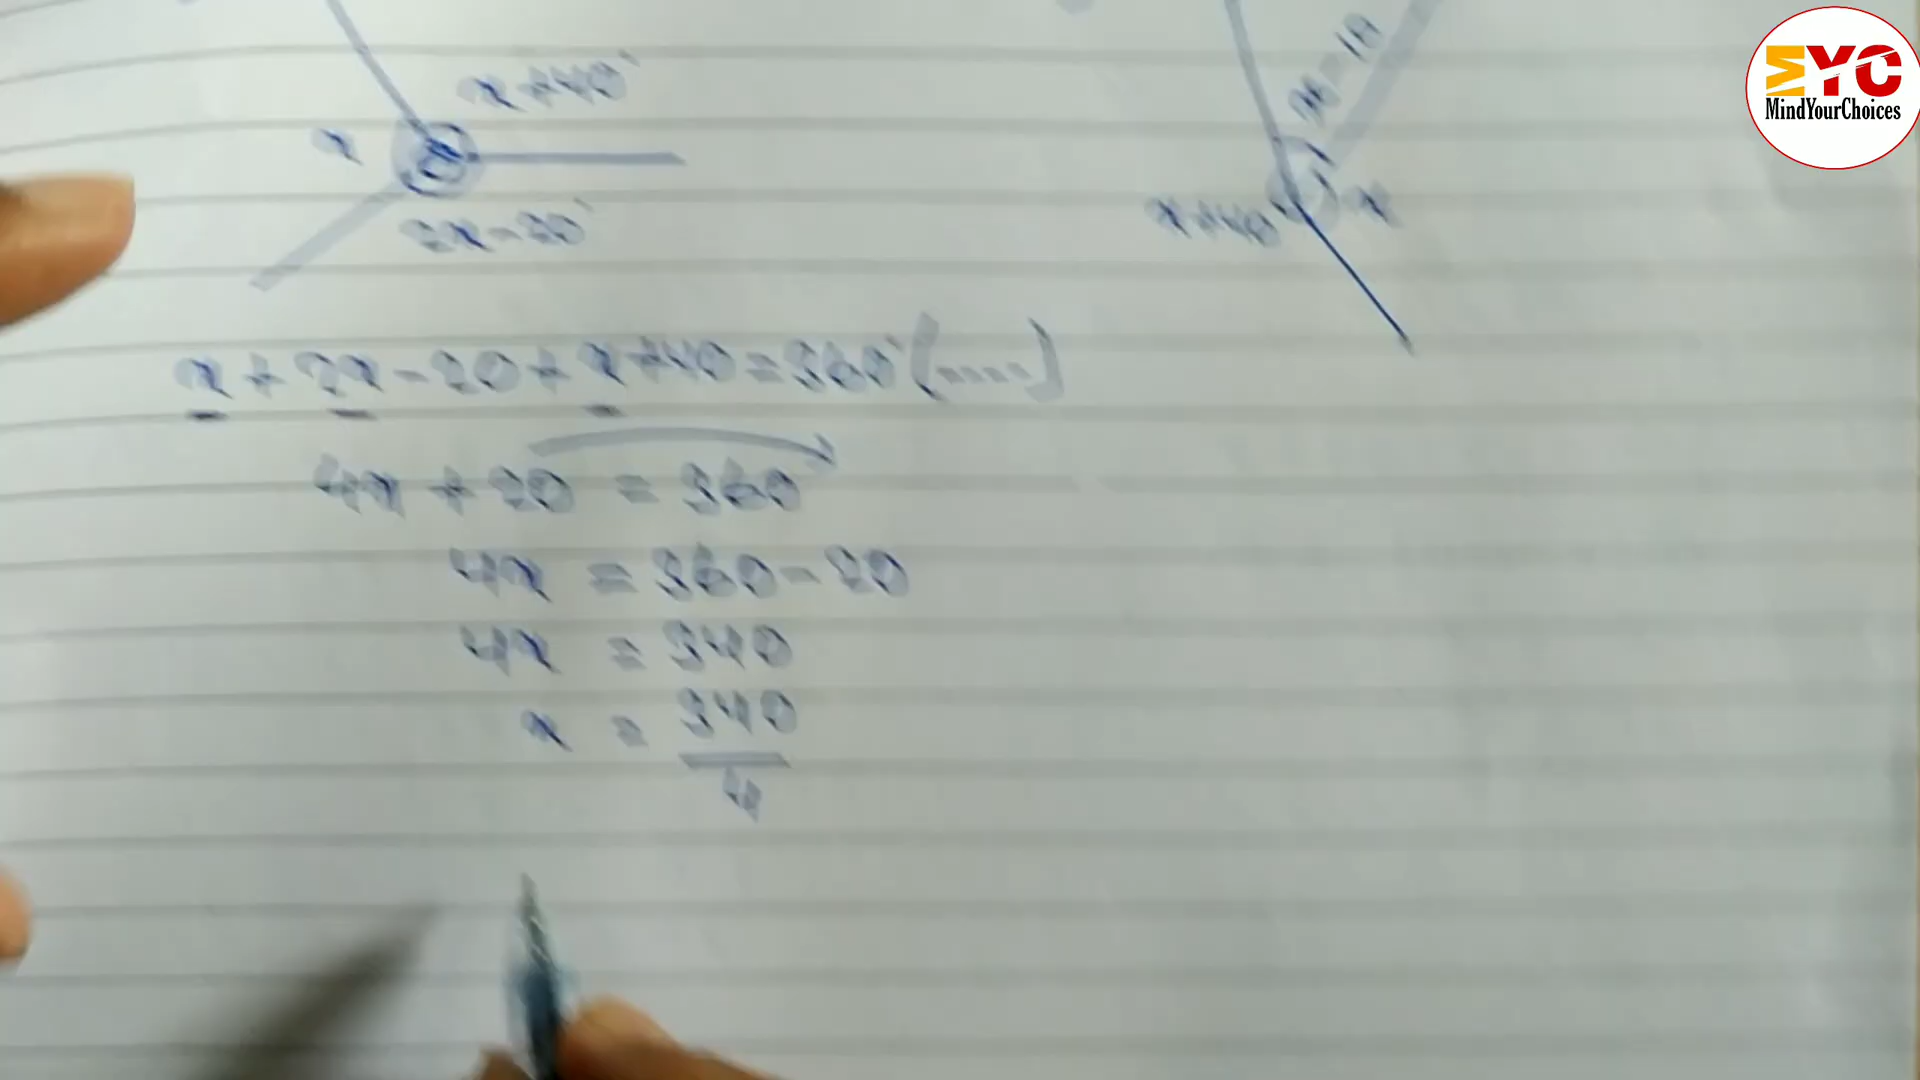 x+40°
x
2x-20°
x+40
x
x + 2x - 20 + x + 40 = 360° (.....)
4x + 20 = 360
4x = 360 - 20
4x = 340
x = 340
4
MYC
MindYourChoices